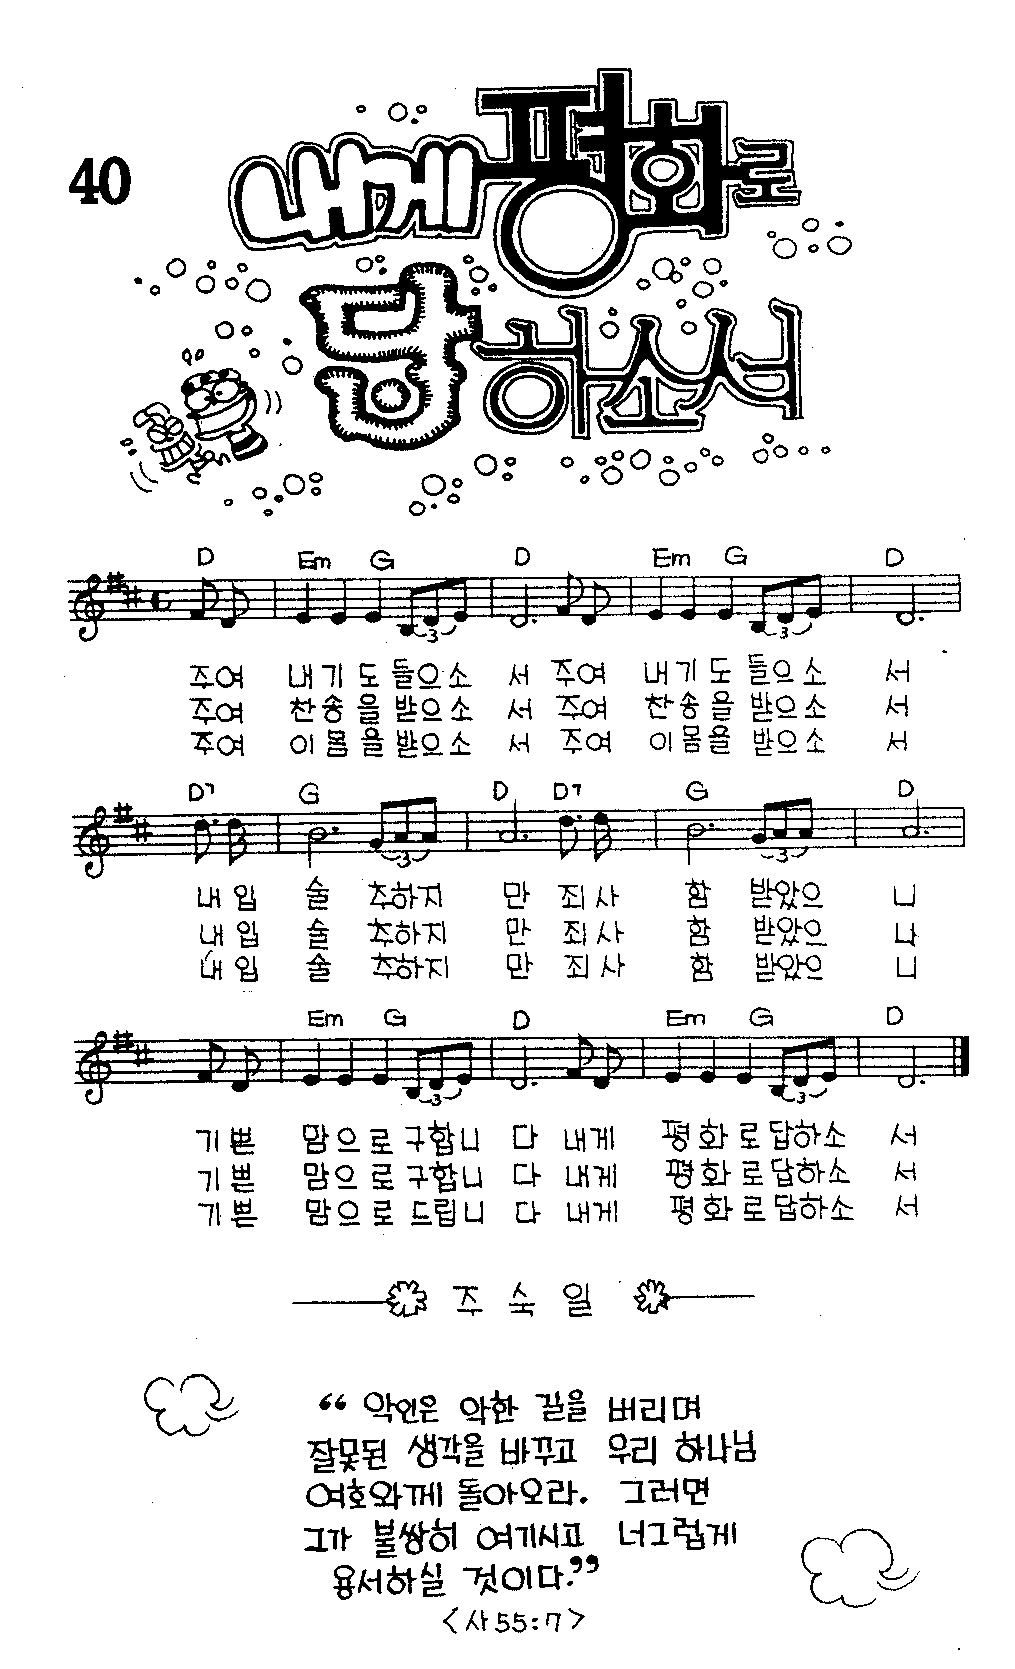 40
내게 평화로
답하소서
D Em G D Em G D
주여 내기도 들으소 서 주여 내기도 들으소 서
주여 찬송을 받으소 서 주여 찬송을 받으소 서
주여 이몸을 받으소 서 주여 이몸을 받으소 서
D7 G D D7 G D
내입 술 추하지 만 죄사 함 받았으 니
내입 술 추하지 만 죄사 함 받았으 나
내입 술 추하지 만 죄사 함 받았으 니
Em G D Em G D
기쁜 맘으로 구합니 다 내게 평화로답하소 서
기쁜 맘으로 구합니 다 내게 평화로답하소 서
기쁜 맘으로 드립니 다 내게 평화로답하소 서
주 숙 일
“ 악인은 악한 길을 버리며
잘못된 생각을 바꾸고 우리 하나님
여호와께 돌아오라. 그러면
그가 불쌍히 여기시고 너그럽게
용서하실 것이다.”
<사 55:7>